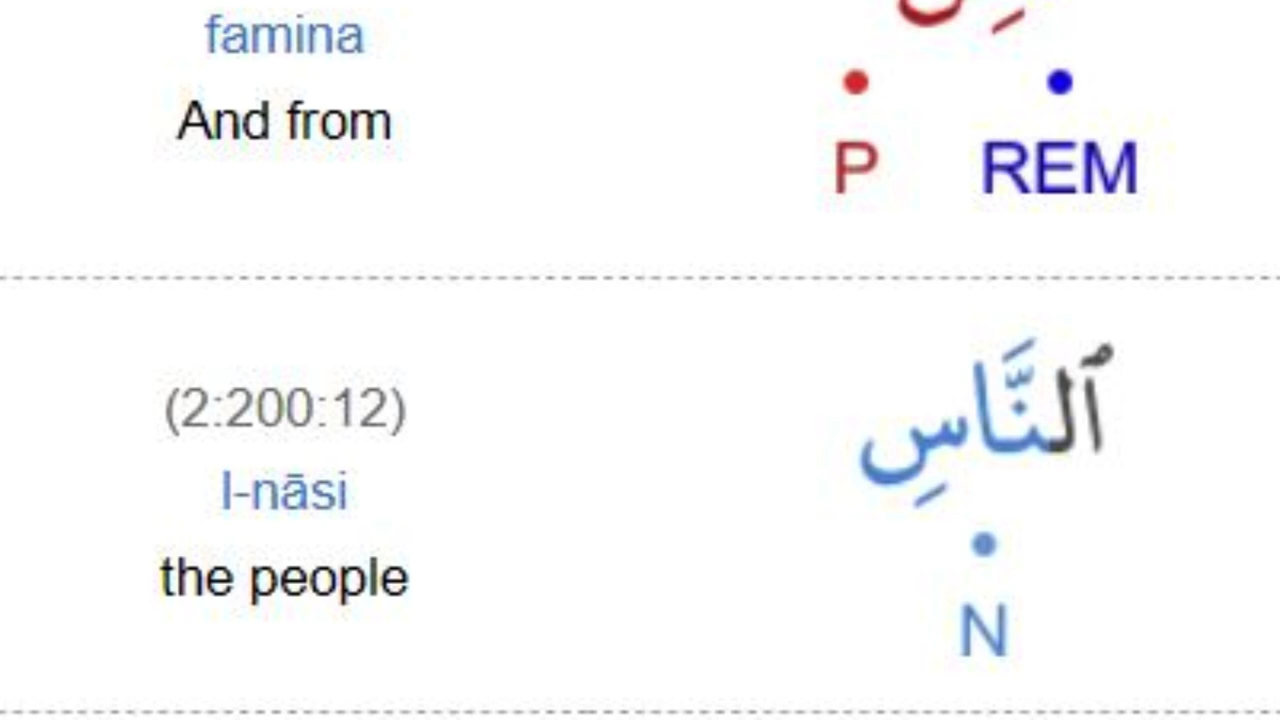 famina
And from
P REM
(2:200:12)
l-nāsi
the people
ٱلنَّاسِ
N